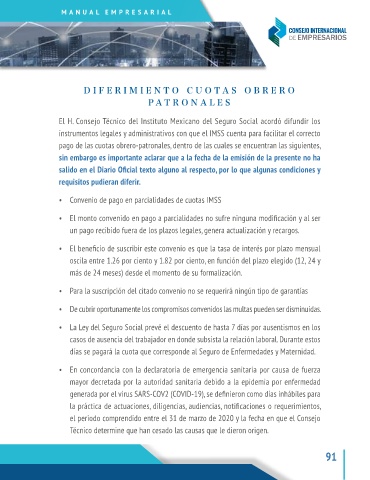 MANUAL EMPRESARIAL
CONSEJO INTERNACIONAL
DE EMPRESARIOS
DIFERIMIENTO CUOTAS OBRERO
PATRONALES
El H. Consejo Técnico del Instituto Mexicano del Seguro Social acordó difundir los
instrumentos legales y administrativos con que el IMSS cuenta para facilitar el correcto
pago de las cuotas obrero-patronales, dentro de las cuales se encuentran las siguientes,
sin embargo es importante aclarar que a la fecha de la emisión de la presente no ha
salido en el Diario Oficial texto alguno al respecto, por lo que algunas condiciones y
requisitos pudieran diferir.
• Convenio de pago en parcialidades de cuotas IMSS
• El monto convenido en pago a parcialidades no sufre ninguna modificación y al ser
un pago recibido fuera de los plazos legales, genera actualización y recargos.
• El beneficio de suscribir este convenio es que la tasa de interés por plazo mensual
oscila entre 1.26 por ciento y 1.82 por ciento, en función del plazo elegido (12, 24 y
más de 24 meses) desde el momento de su formalización.
• Para la suscripción del citado convenio no se requerirá ningún tipo de garantías
• De cubrir oportunamente los compromisos convenidos las multas pueden ser disminuidas.
• La Ley del Seguro Social prevé el descuento de hasta 7 días por ausentismos en los
casos de ausencia del trabajador en donde subsista la relación laboral. Durante estos
días se pagará la cuota que corresponde al Seguro de Enfermedades y Maternidad.
• En concordancia con la declaratoria de emergencia sanitaria por causa de fuerza
mayor decretada por la autoridad sanitaria debido a la epidemia por enfermedad
generada por el virus SARS-COV2 (COVID-19), se definieron como días inhábiles para
la práctica de actuaciones, diligencias, audiencias, notificaciones o requerimientos,
el periodo comprendido entre el 31 de marzo de 2020 y la fecha en que el Consejo
Técnico determine que han cesado las causas que le dieron origen.
91